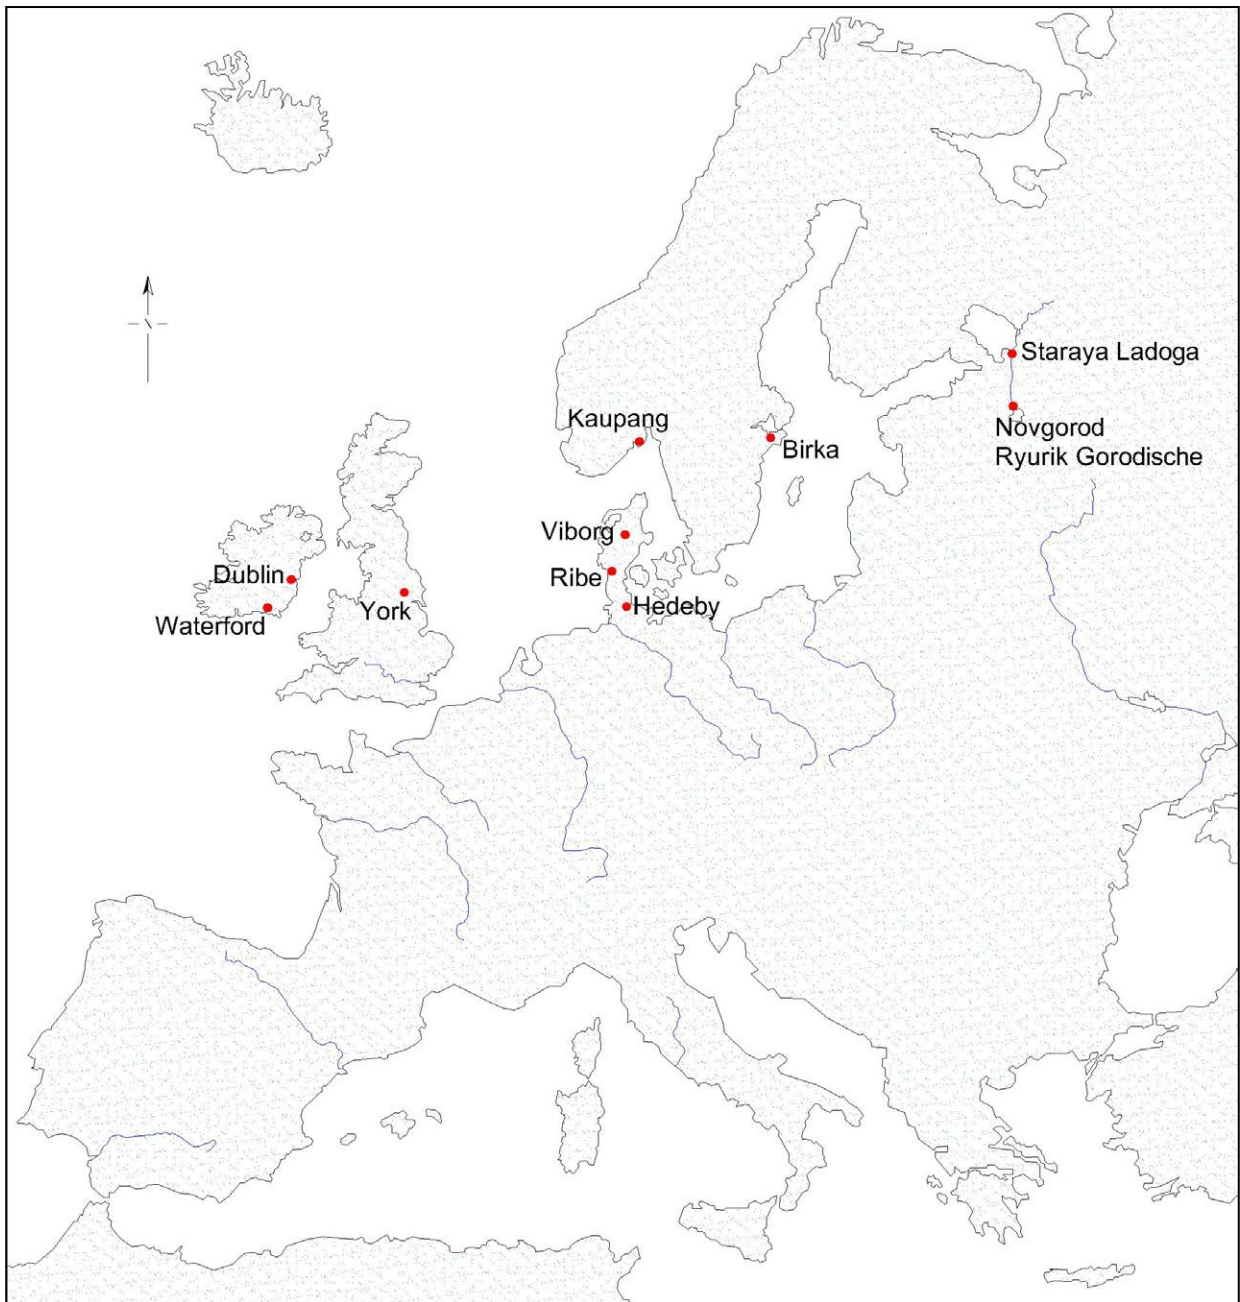 Staraya Ladoga
Kaupang
Novgorod
Ryurik Gorodische
Birka
Viborg
Dublin
Ribe
Hedeby
York
Waterford